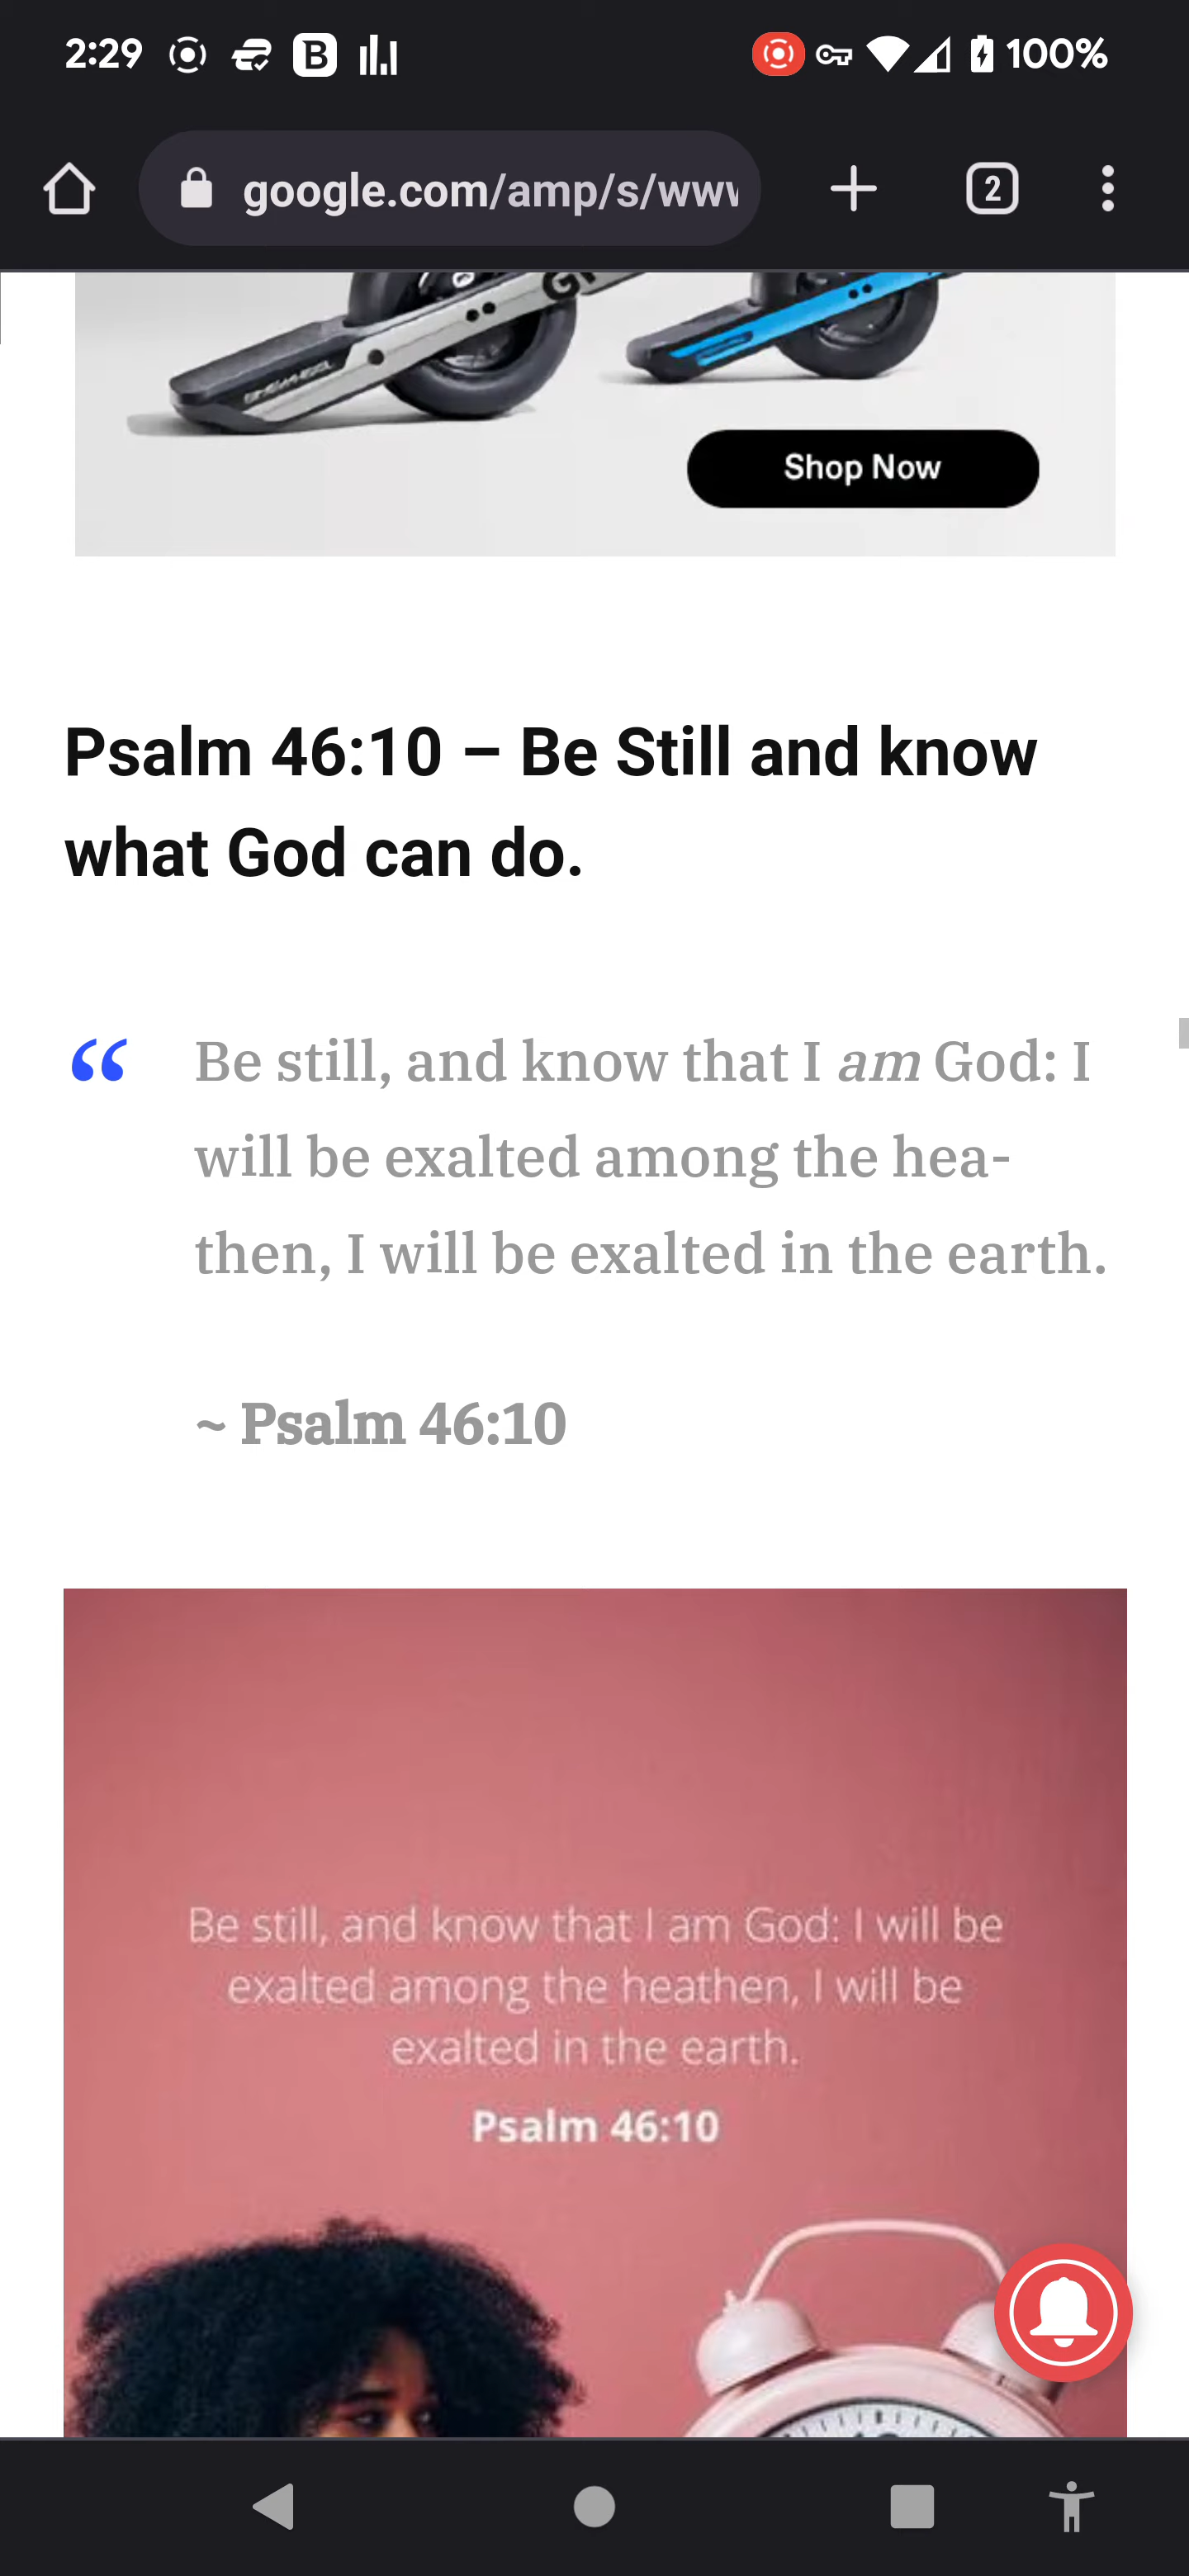 2:29 B 100%
google.com/amp/s/www
2
Shop Now
Psalm 46:10 – Be Still and know
what God can do.
“ Be still, and know that I am God: I
will be exalted among the hea-
then, I will be exalted in the earth.
~ Psalm 46:10
Be still, and know that I am God: I will be
exalted among the heathen, I will be
exalted in the earth.
Psalm 46:10